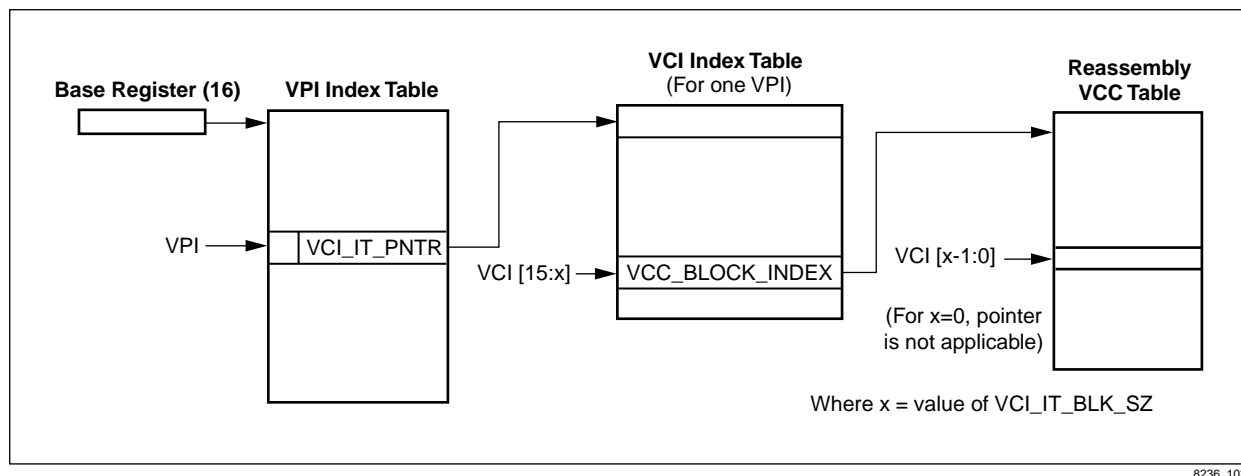 VCI Index Table
(For one VPI)
Reassembly
VCC Table
Base Register (16)
VPI Index Table
VPI
VCI_IT_PNTR
VCI [15:x]
VCC_BLOCK_INDEX
VCI [x-1:0]
(For x=0, pointer
is not applicable)
Where x = value of VCI_IT_BLK_SZ